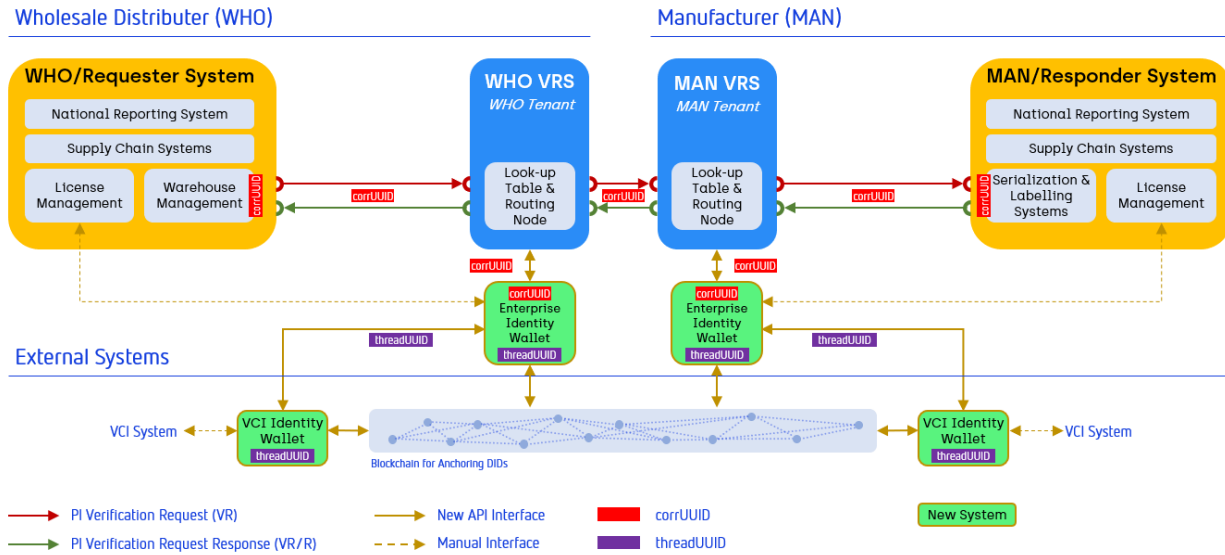 Wholesale Distributer (WHO)
Manufacturer (MAN)
WHO/Requester System
National Reporting System
Supply Chain Systems
License
Management
Warehouse
Management
corrUUID
corrUUID
WHO VRS
WHO Tenant
Look-up
Table &
Routing
Node
corrUUID
MAN VRS
MAN Tenant
Look-up
Table &
Routing
Node
corrUUID
MAN/Responder System
National Reporting System
Supply Chain Systems
corrUUID
Serialization &
Labelling
Systems
License
Management
corrUUID
corrUUID
corrUUID
Enterprise
Identity
Wallet
threadUUID
corrUUID
Enterprise
Identity
Wallet
threadUUID
threadUUID
threadUUID
External Systems
VCI System
VCI Identity
Wallet
threadUUID
Blockchain for Anchoring DIDs
VCI Identity
Wallet
threadUUID
VCI System
PI Verification Request (VR)
New API Interface
corrUUID
New System
PI Verification Request Response (VR/R)
Manual Interface
threadUUID